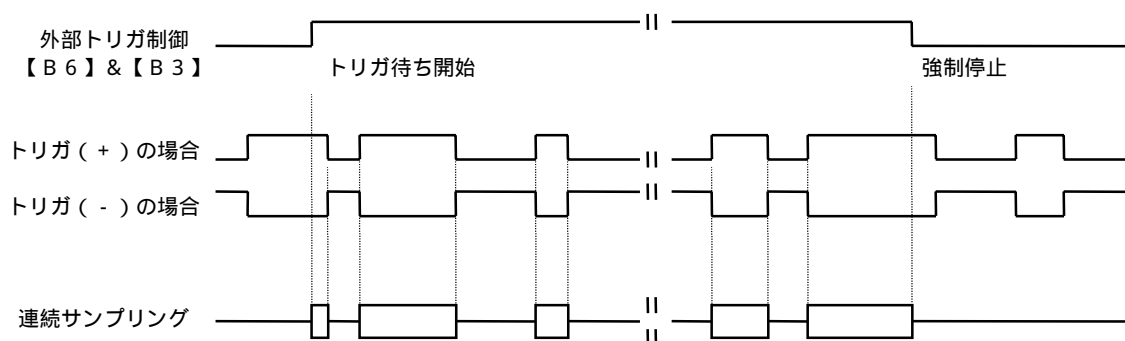 外部トリガ制御
【B6】&【B3】
トリガ待ち開始
強制停止
トリガ(+)の場合
トリガ(-)の場合
連続サンプリング